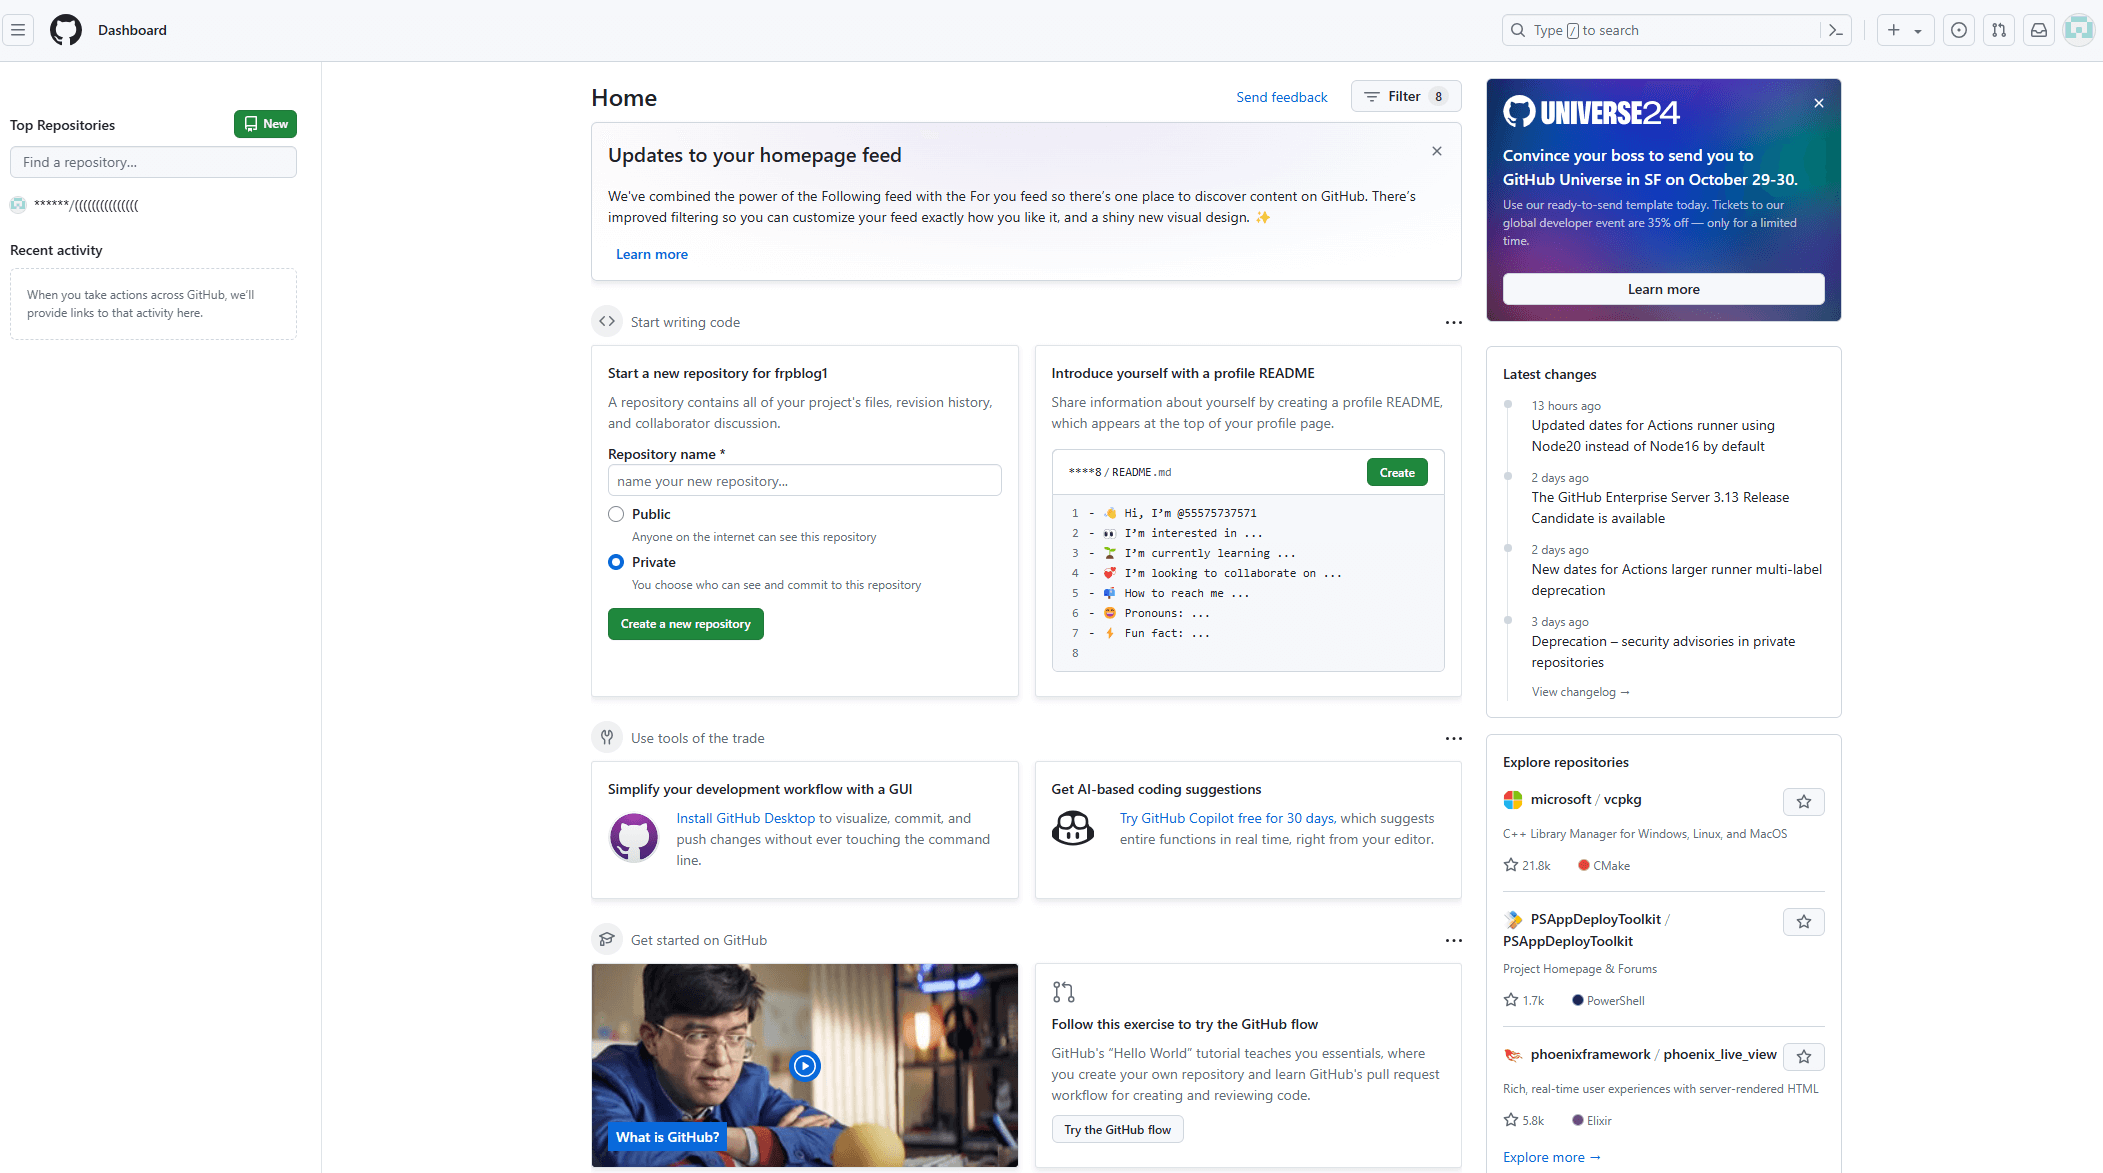 Dashboard
Type / to search
Top Repositories
New
Find a repository...
******/(((((((((((((((
Recent activity
When you take actions across GitHub, we'll
provide links to that activity here.
Home
Send feedback
Filter 8
Updates to your homepage feed
We've combined the power of the Following feed with the For you feed so there's one place to discover content on GitHub. There's
improved filtering so you can customize your feed exactly how you like it, and a shiny new visual design. ✨
Learn more
Start writing code
Start a new repository for frpblog1
A repository contains all of your project's files, revision history,
and collaborator discussion.
Repository name *
name your new repository...
Public
Anyone on the internet can see this repository
Private
You choose who can see and commit to this repository
Create a new repository
Introduce yourself with a profile README
Share information about yourself by creating a profile README,
which appears at the top of your profile page.
****8 / README.md
Create
1 - 👋 Hi, I'm @55575737571
2 - 👀 I'm interested in ...
3 - 🌱 I'm currently learning ...
4 - 💞️ I'm looking to collaborate on ...
5 - 📫 How to reach me ...
6 - 😄 Pronouns: ...
7 - ⚡ Fun fact: ...
8
Use tools of the trade
Simplify your development workflow with a GUI
Install GitHub Desktop to visualize, commit, and
push changes without ever touching the command
line.
Get AI-based coding suggestions
Try GitHub Copilot free for 30 days, which suggests
entire functions in real time, right from your editor.
Get started on GitHub
What is GitHub?
Follow this exercise to try the GitHub flow
GitHub's “Hello World” tutorial teaches you essentials, where
you create your own repository and learn GitHub's pull request
workflow for creating and reviewing code.
Try the GitHub flow
UNIVERSE24
Convince your boss to send you to
GitHub Universe in SF on October 29-30.
Use our ready-to-send template today. Tickets to our
global developer event are 35% off — only for a limited
time.
Learn more
Latest changes
13 hours ago
Updated dates for Actions runner using
Node20 instead of Node16 by default
2 days ago
The GitHub Enterprise Server 3.13 Release
Candidate is available
2 days ago
New dates for Actions larger runner multi-label
deprecation
3 days ago
Deprecation – security advisories in private
repositories
View changelog →
Explore repositories
microsoft / vcpkg
C++ Library Manager for Windows, Linux, and MacOS
21.8k CMake
PSAppDeployToolkit /
PSAppDeployToolkit
Project Homepage & Forums
1.7k PowerShell
phoenixframework / phoenix_live_view
Rich, real-time user experiences with server-rendered HTML
5.8k Elixir
Explore more →